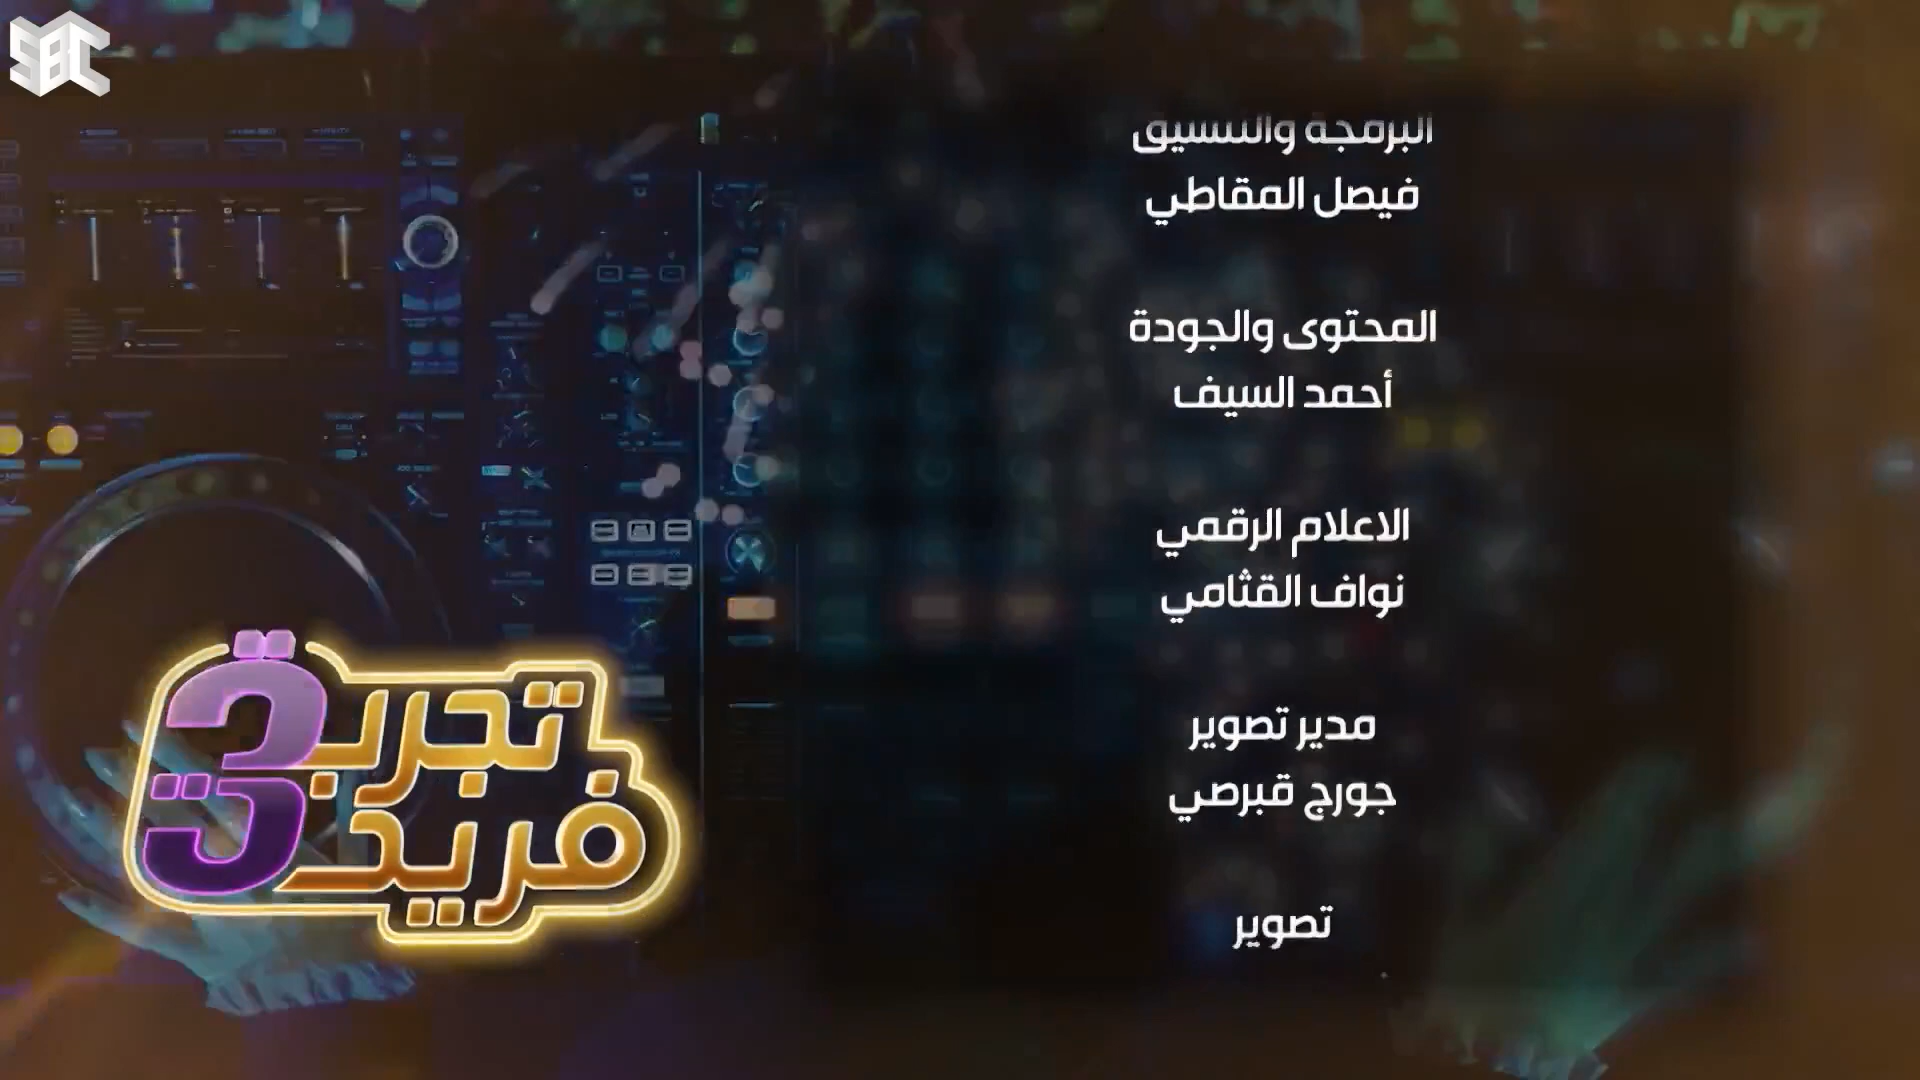 SBC
البرمجة والتنسيق
فيصل المقاطي
المحتوى والجودة
أحمد السيف
الاعلام الرقمي
نواف القثامي
مدير تصوير
جورج قبرصي
تصوير
تجربة
فريدة
3